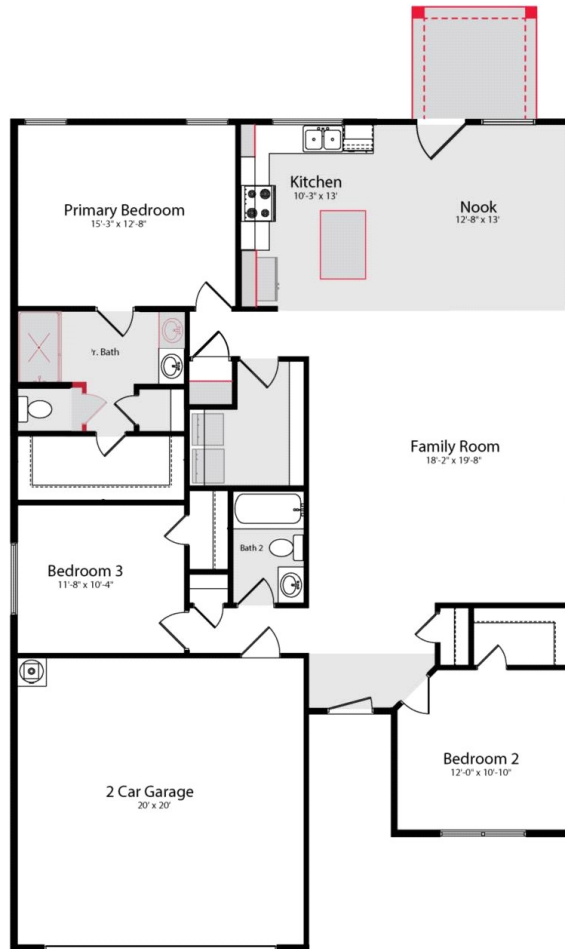 Primary Bedroom
15'-3" x 12'-8"
Kitchen
10'-3" x 13'
Nook
12'-8" x 13'
'r. Bath
Family Room
18'-2" x 19'-8"
Bedroom 3
11'-8" x 10'-4"
Bath 2
2 Car Garage
20' x 20'
Bedroom 2
12'-0" x 10'-10"